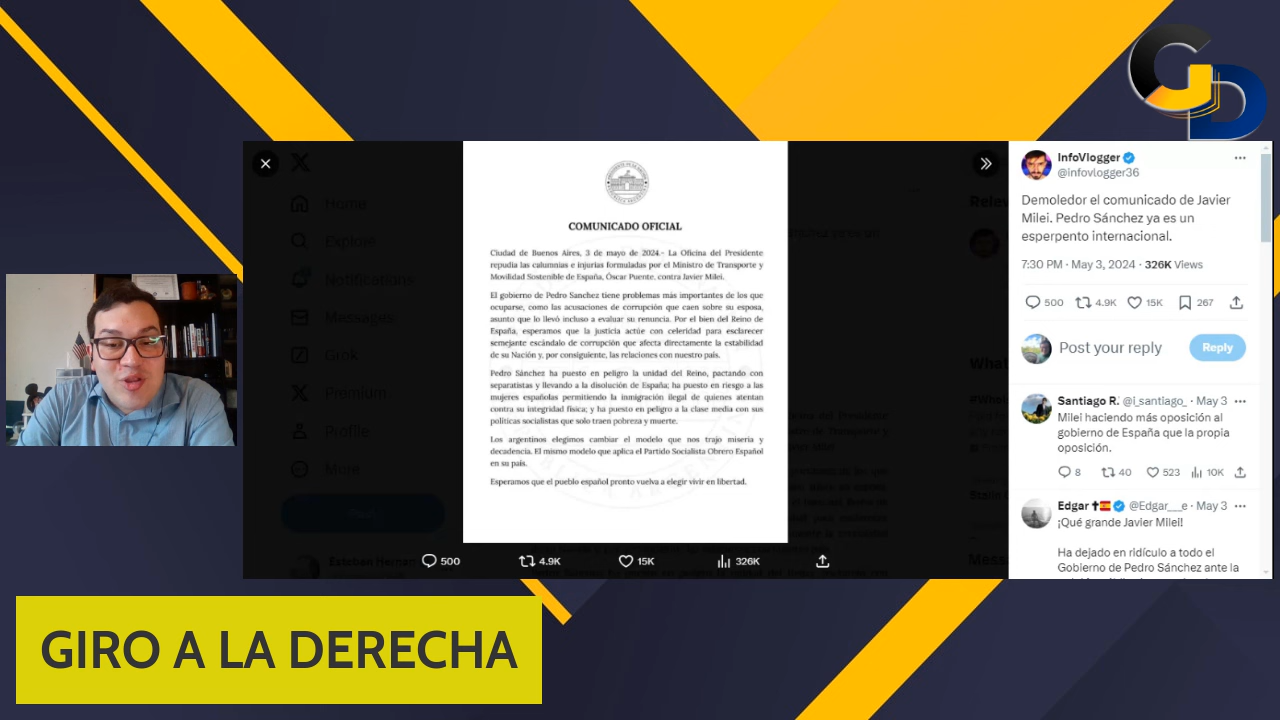 GD
Home
Explore
Notifications
Messages
Grok
Premium
Profile
More
COMUNICADO OFICIAL
Ciudad de Buenos Aires, 3 de mayo de 2024.- La Oficina del Presidente
repudia las calumnias e injurias formuladas por el Ministro de Transporte y
Movilidad Sostenible de España, Óscar Puente, contra Javier Milei.
El gobierno de Pedro Sanchez tiene problemas más importantes de los que
ocuparse, como las acusaciones de corrupción que caen sobre su esposa,
asunto que lo llevó incluso a evaluar su renuncia. Por el bien del Reino de
España, esperamos que la justicia actúe con celeridad para esclarecer
semejante escándalo de corrupción que afecta directamente la estabilidad
de su Nación y, por consiguiente, las relaciones con nuestro país.
Pedro Sánchez ha puesto en peligro la unidad del Reino, pactando con
separatistas y llevando a la disolución de España; ha puesto en riesgo a las
mujeres españolas permitiendo la inmigración ilegal de quienes atentan
contra su integridad física; y ha puesto en peligro a la clase media con sus
políticas socialistas que solo traen pobreza y muerte.
Los argentinos elegimos cambiar el modelo que nos trajo miseria y
decadencia. El mismo modelo que aplica el Partido Socialista Obrero Español
en su país.
Esperamos que el pueblo español pronto vuelva a elegir vivir en libertad.
500 4.9K 15K 326K
InfoVlogger
@infovlogger36
Demoledor el comunicado de Javier
Milei. Pedro Sánchez ya es un
esperpento internacional.
7:30 PM · May 3, 2024 · 326K Views
500 4.9K 15K 267
Post your reply Reply
Santiago R. @i_santiago_ · May 3
Milei haciendo más oposición al
gobierno de España que la propia
oposición.
8 40 523 10K
Edgar @Edgar___e · May 3
¡Qué grande Javier Milei!
Ha dejado en ridículo a todo el
Gobierno de Pedro Sánchez ante la
GIRO A LA DERECHA